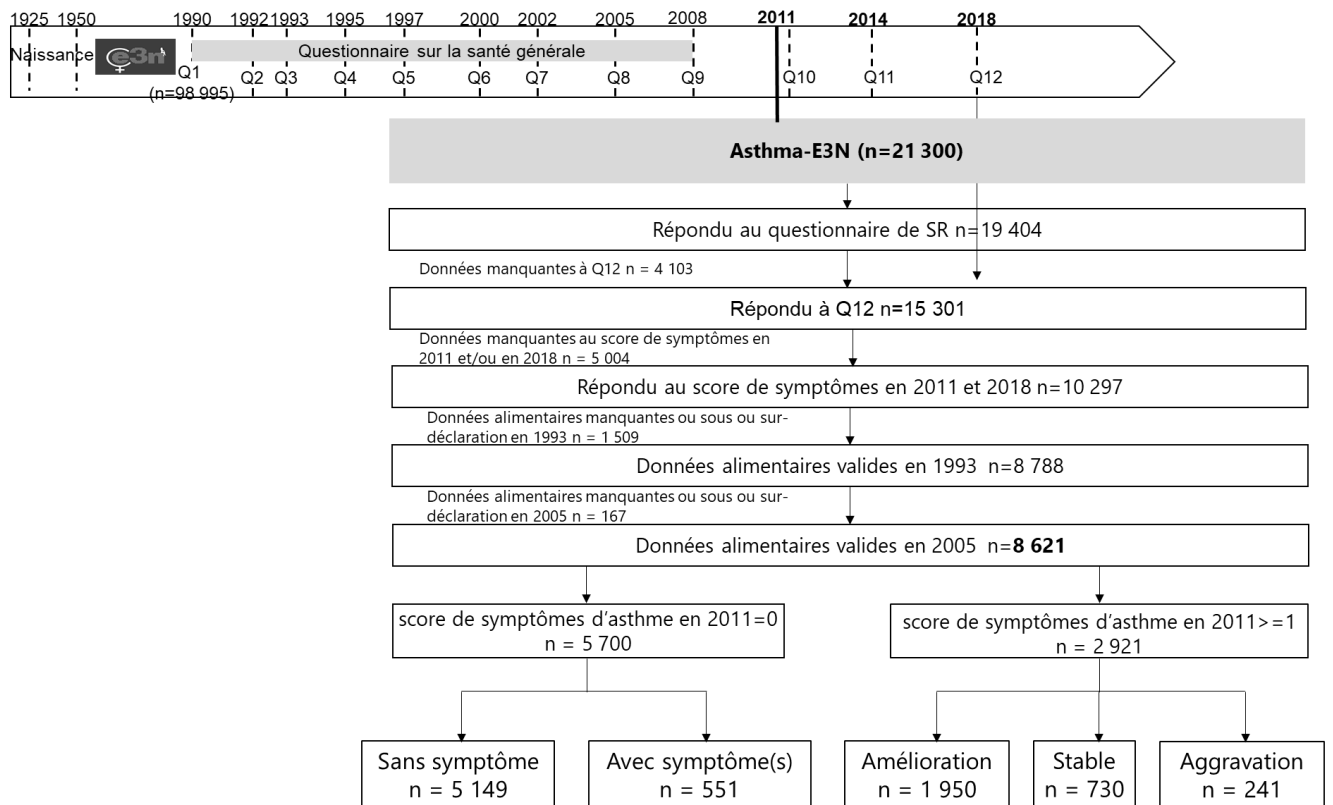 1925 1950 1990 1992 1993 1995 1997 2000 2002 2005 2008 2011 2014 2018
Naissance e3n Questionnaire sur la santé générale
Q1 Q2 Q3 Q4 Q5 Q6 Q7 Q8 Q9 Q10 Q11 Q12
(n=98 995)
Asthma-E3N (n=21 300)
Répondu au questionnaire de SR n=19 404
Données manquantes à Q12 n = 4 103
Répondu à Q12 n=15 301
Données manquantes au score de symptômes en
2011 et/ou en 2018 n = 5 004
Répondu au score de symptômes en 2011 et 2018 n=10 297
Données alimentaires manquantes ou sous ou sur-
déclaration en 1993 n = 1 509
Données alimentaires valides en 1993 n=8 788
Données alimentaires manquantes ou sous ou sur-
déclaration en 2005 n = 167
Données alimentaires valides en 2005 n=8 621
score de symptômes d'asthme en 2011=0
n = 5 700
score de symptômes d'asthme en 2011>=1
n = 2 921
Sans symptôme
n = 5 149
Avec symptôme(s)
n = 551
Amélioration
n = 1 950
Stable
n = 730
Aggravation
n = 241